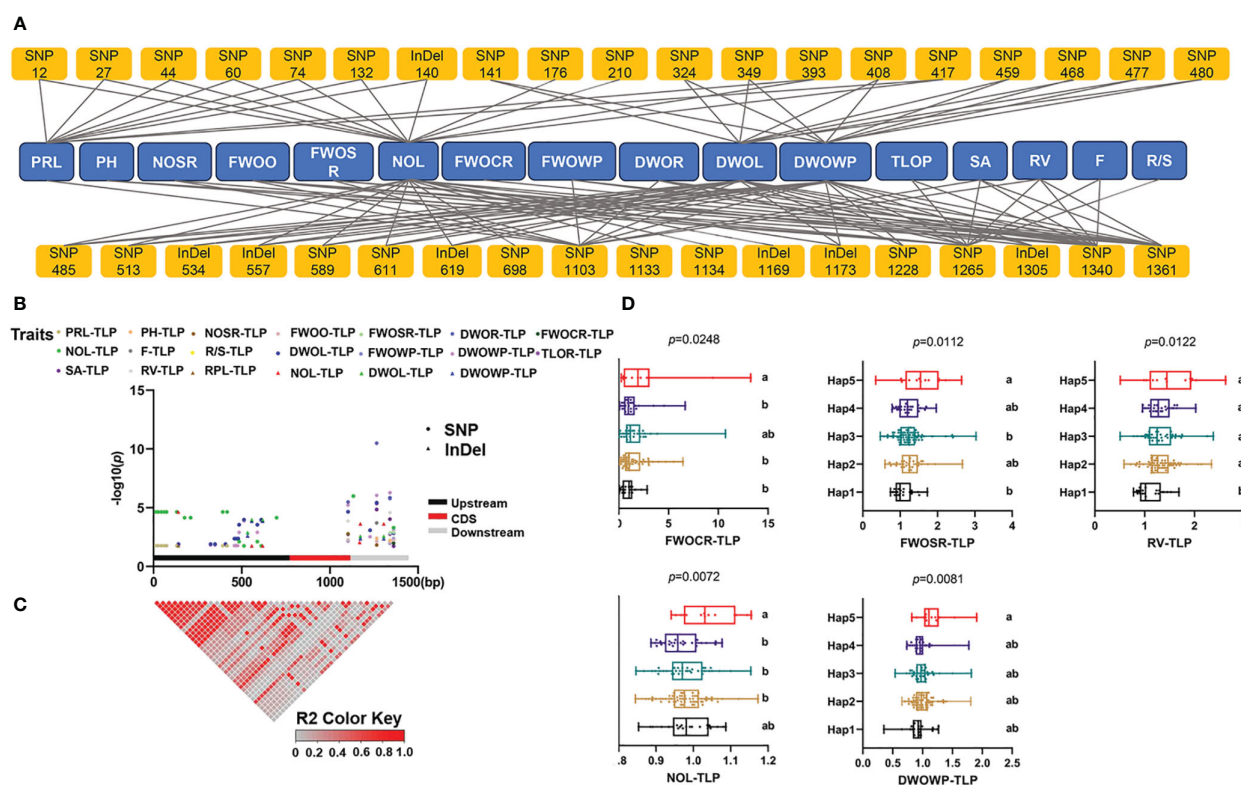 A
SNP 12
SNP 27
SNP 44
SNP 60
SNP 74
SNP 132
InDel 140
SNP 141
SNP 176
SNP 210
SNP 324
SNP 349
SNP 393
SNP 408
SNP 417
SNP 459
SNP 468
SNP 477
SNP 480
PRL
PH
NOSR
FWOO
FWOS
R
NOL
FWOCR
FWOWP
DWOR
DWOL
DWOWP
TLOP
SA
RV
F
R/S
SNP 485
SNP 513
InDel 534
InDel 557
SNP 589
SNP 611
InDel 619
SNP 698
SNP 1103
SNP 1133
SNP 1134
InDel 1169
InDel 1173
SNP 1228
SNP 1265
InDel 1305
SNP 1340
SNP 1361
B
Traits
PRL-TLP PH-TLP NOSR-TLP FWOO-TLP FWOSR-TLP DWOR-TLP FWOCR-TLP
NOL-TLP F-TLP R/S-TLP DWOL-TLP FWOWP-TLP DWOWP-TLP TLOR-TLP
SA-TLP RV-TLP RPL-TLP NOL-TLP DWOL-TLP DWOWP-TLP
15
10
5
0
-log10(p)
SNP
InDel
Upstream
CDS
Downstream
0 500 1000 1500(bp)
C
R2 Color Key
0 0.2 0.4 0.6 0.8 1.0
D
p=0.0248
a
b
ab
b
b
0 5 10 15
FWOCR-TLP
p=0.0112
Hap5 a
Hap4 ab
Hap3 b
Hap2 ab
Hap1 b
0 1 2 3 4
FWOSR-TLP
p=0.0122
Hap5
Hap4
Hap3
Hap2
Hap1
0 1 2
RV-TLP
p=0.0072
a
b
b
b
ab
.8 0.9 1.0 1.1 1.2
NOL-TLP
p=0.0081
Hap5 a
Hap4 ab
Hap3 ab
Hap2 ab
Hap1 ab
0.0 0.5 1.0 1.5 2.0 2.5
DWOWP-TLP